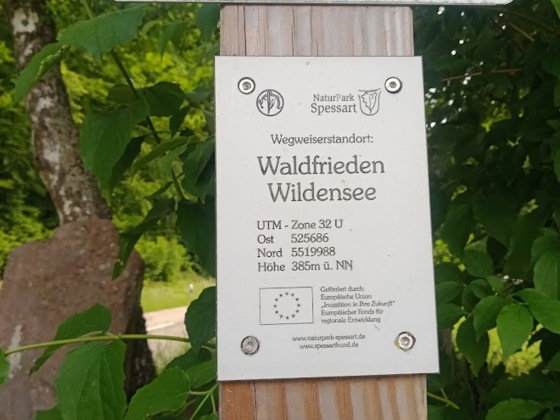 NaturPark
Spessart
Wegweiserstandort:
Waldfrieden
Wildensee
UTM - Zone 32 U
Ost 525686
Nord 5519988
Höhe 385m ü. NN
Gefördert durch:
Europäische Union
„Investition in Ihre Zukunft"
Europäischer Fonds für
regionale Entwicklung
www.naturpark-spessart.de
www.spessartbund.de